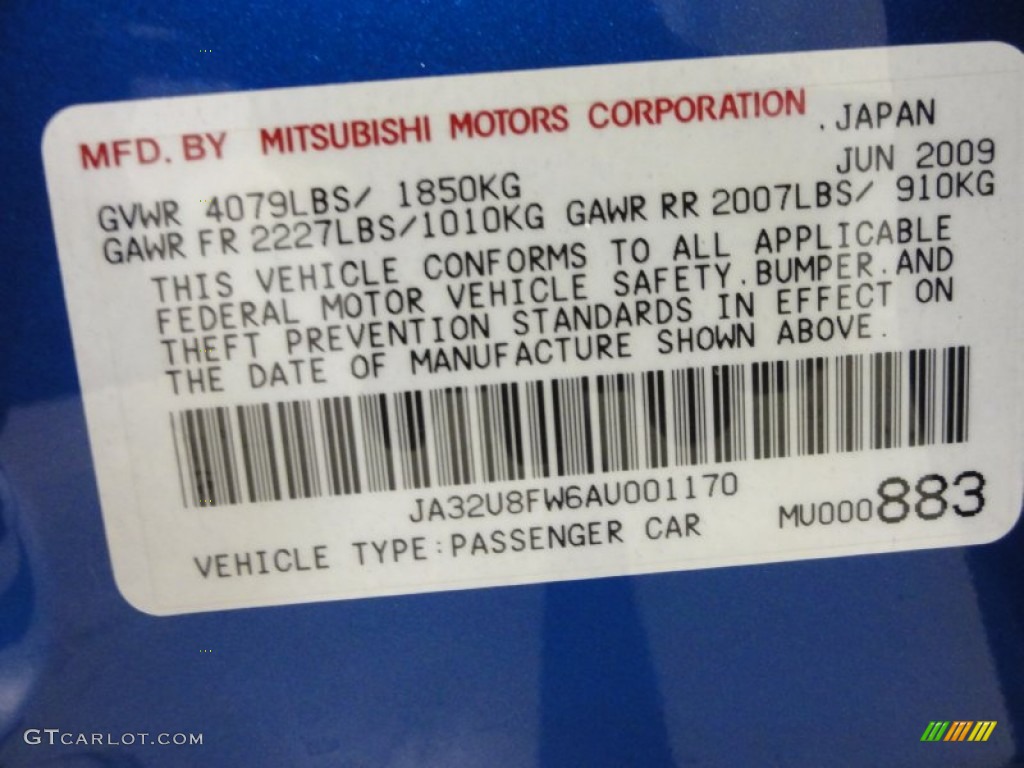 MFD. BY MITSUBISHI MOTORS CORPORATION .JAPAN
JUN 2009
GVWR 4079LBS/ 1850KG
GAWR FR 2227LBS/1010KG GAWR RR 2007LBS/ 910KG
THIS VEHICLE CONFORMS TO ALL APPLICABLE
FEDERAL MOTOR VEHICLE SAFETY.BUMPER.AND
THEFT PREVENTION STANDARDS IN EFFECT ON
THE DATE OF MANUFACTURE SHOWN ABOVE.
JA32U8FW6AU001170
MU000883
VEHICLE TYPE:PASSENGER CAR
GTCARLOT.COM